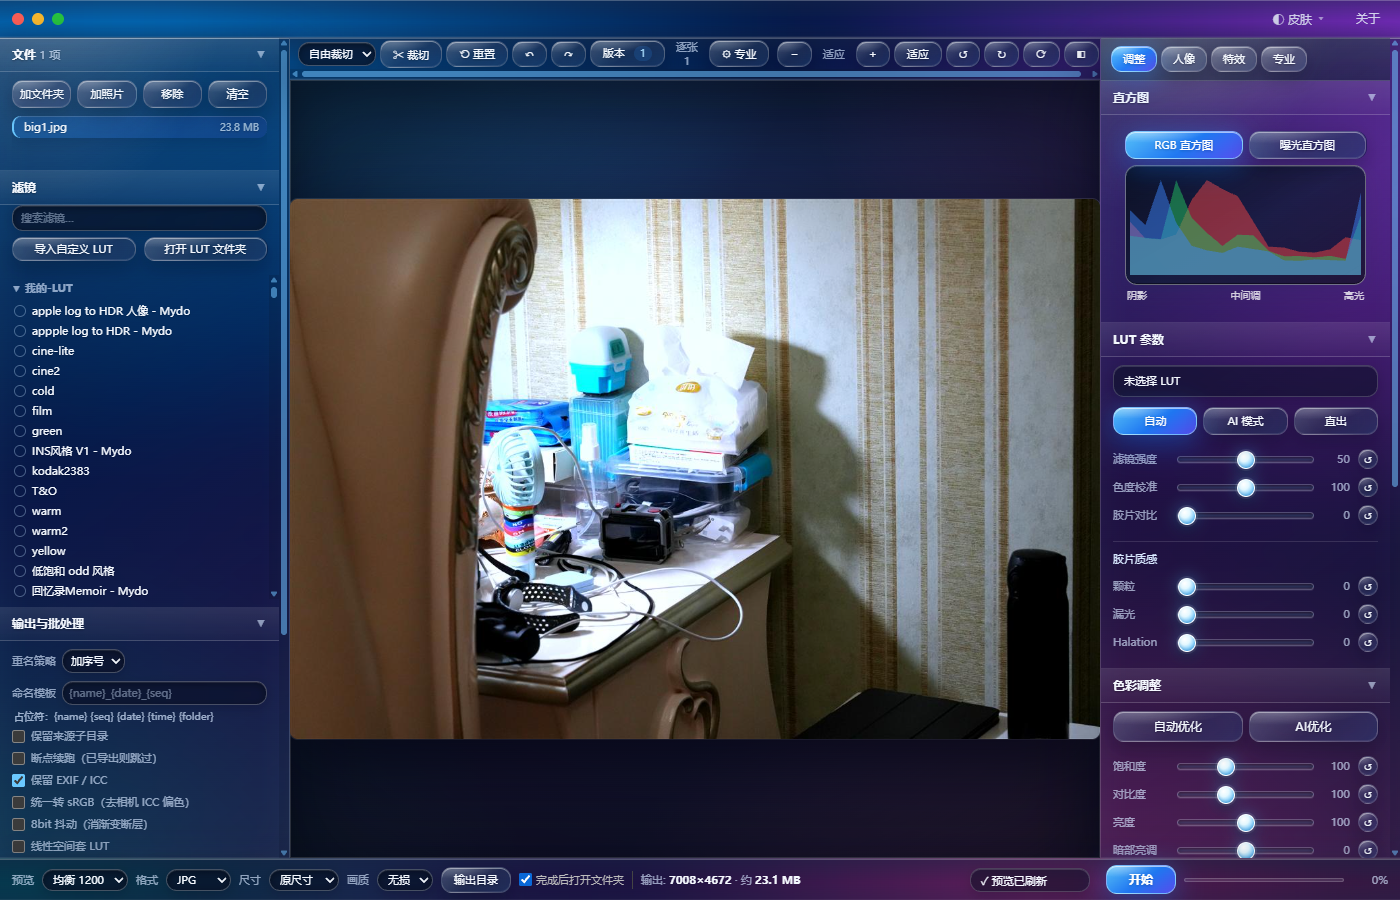 皮肤
关于
文件 1 项
加文件夹
加照片
移除
清空
big1.jpg
23.8 MB
滤镜
搜索滤镜...
导入自定义 LUT
打开 LUT 文件夹
我的-LUT
apple log to HDR 人像 - Mydo
appple log to HDR - Mydo
cine-lite
cine2
cold
film
green
INS风格 V1 - Mydo
kodak2383
T&O
warm
warm2
yellow
低饱和 odd 风格
回忆录Memoir - Mydo
输出与批处理
重名策略
加序号
命名模板
{name}_{date}_{seq}
占位符: {name} {seq} {date} {time} {folder}
保留来源子目录
断点续跑（已导出则跳过）
保留 EXIF / ICC
统一转 sRGB（去相机 ICC 偏色）
8bit 抖动（消渐变断层）
线性空间套 LUT
自由裁切
裁切
重置
版本 1
逐张
1
专业
−
适应
+
适应
调整
人像
特效
专业
直方图
RGB 直方图
曝光直方图
阴影
中间调
高光
LUT 参数
未选择 LUT
自动
AI 模式
直出
滤镜强度 50
色度校准 100
胶片对比 0
胶片质感
颗粒 0
漏光 0
Halation 0
色彩调整
自动优化
AI优化
饱和度 100
对比度 100
亮度 100
暗部亮调 0
预览
均衡 1200
格式
JPG
尺寸
原尺寸
画质
无损
输出目录
完成后打开文件夹
输出: 7008×4672 · 约 23.1 MB
✓ 预览已刷新
开始
0%